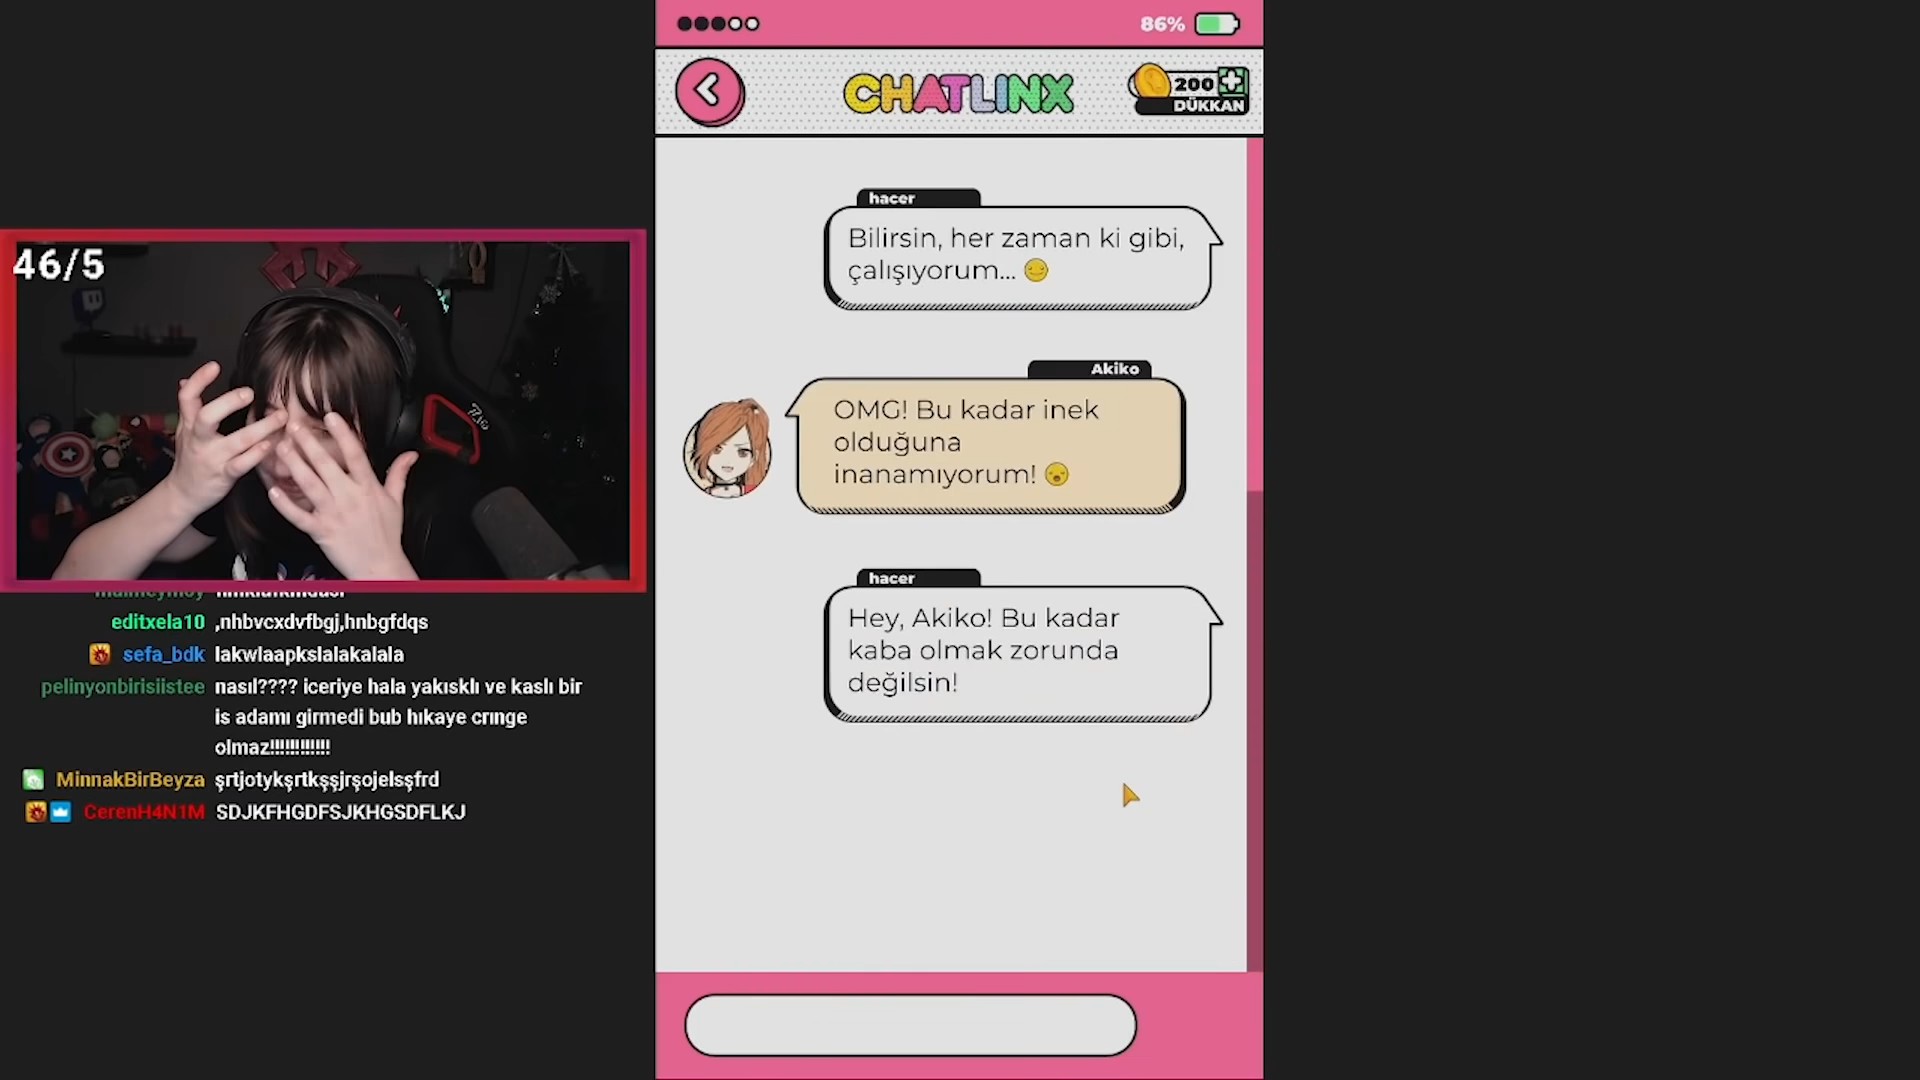 86%
CHATLINX
200
DÜKKAN
hacer
Bilirsin, her zaman ki gibi,
çalışıyorum...
Akiko
OMG! Bu kadar inek
olduğuna
inanamıyorum!
hacer
Hey, Akiko! Bu kadar
kaba olmak zorunda
değilsin!
46/5
editxela10 ,nhbvcxdvfbgj,hnbgfdqs
sefa_bdk lakwlaapkslalakalala
pelinyonbirisiistee nasıl???? iceriye hala yakısklı ve kaslı bir
is adamı girmedi bub hıkaye crınge
olmaz!!!!!!!!!!!!!
MinnakBirBeyza şrtjotykşrtkşşjrşojelsşfrd
CerenH4N1M SDJKFHGDFSJKHGSDFLKJ